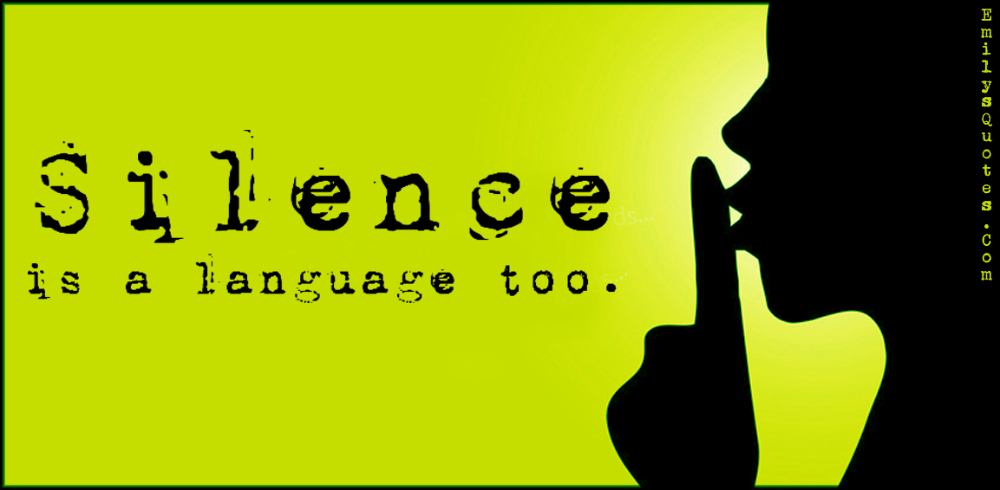 Silence
is a language too.
EmilysQuotes.Com